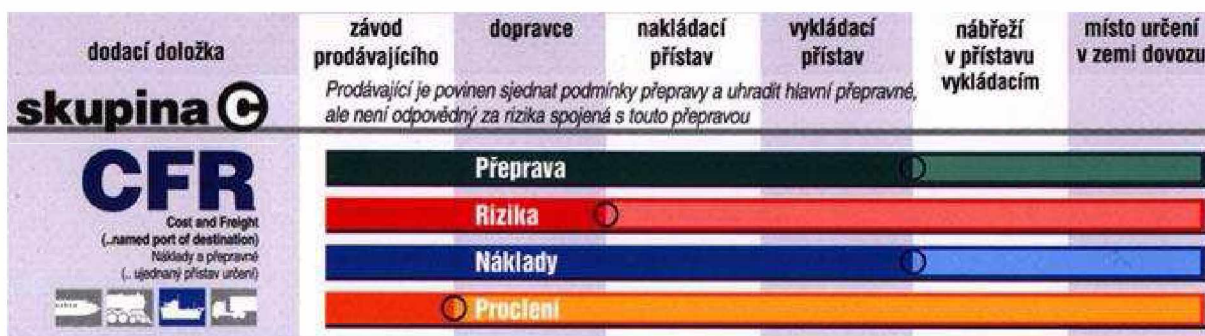 dodací doložka
závod
prodávajícího
dopravce
nakládací
přístav
vykládací
přístav
nábřeží
v přístavu
vykládacím
místo určení
v zemi dovozu
skupina C
Prodávající je povinen sjednat podmínky přepravy a uhradit hlavní přepravné,
ale není odpovědný za rizika spojená s touto přepravou
CFR
Cost and Freight
(..named port of destination)
Náklady a přepravné
(.. ujednaný přístav určení)
Přeprava
Rizika
Náklady
Proclení